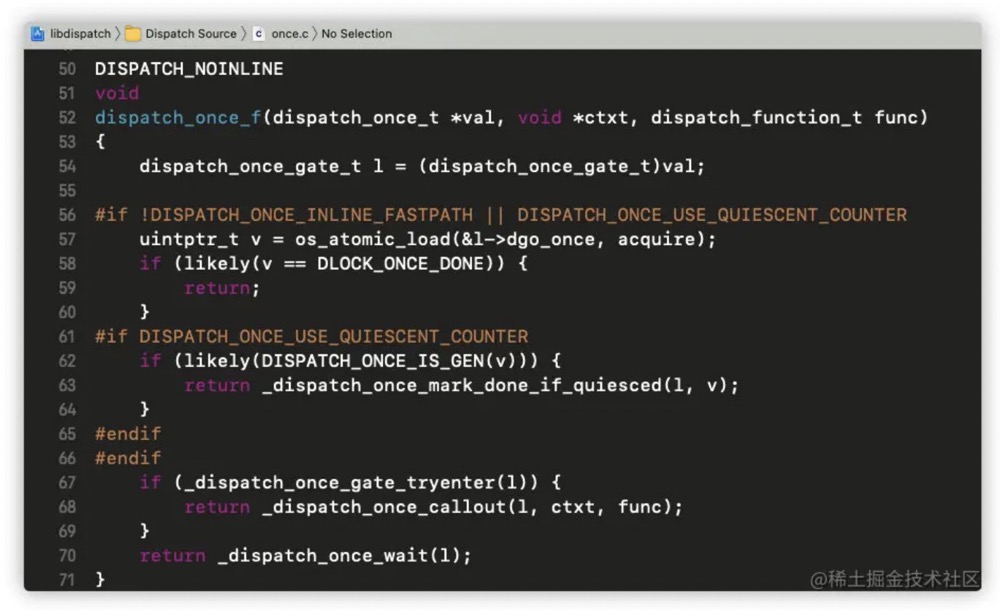 libdispatch 〉 Dispatch Source 〉 c once.c 〉 No Selection
50 DISPATCH_NOINLINE
51 void
52 dispatch_once_f(dispatch_once_t *val, void *ctxt, dispatch_function_t func)
53 {
54     dispatch_once_gate_t l = (dispatch_once_gate_t)val;
55
56 #if !DISPATCH_ONCE_INLINE_FASTPATH || DISPATCH_ONCE_USE_QUIESCENT_COUNTER
57     uintptr_t v = os_atomic_load(&l->dgo_once, acquire);
58     if (likely(v == DLOCK_ONCE_DONE)) {
59         return;
60     }
61 #if DISPATCH_ONCE_USE_QUIESCENT_COUNTER
62     if (likely(DISPATCH_ONCE_IS_GEN(v))) {
63         return _dispatch_once_mark_done_if_quiesced(l, v);
64     }
65 #endif
66 #endif
67     if (_dispatch_once_gate_tryenter(l)) {
68         return _dispatch_once_callout(l, ctxt, func);
69     }
70     return _dispatch_once_wait(l);
71 }
@稀土掘金技术社区